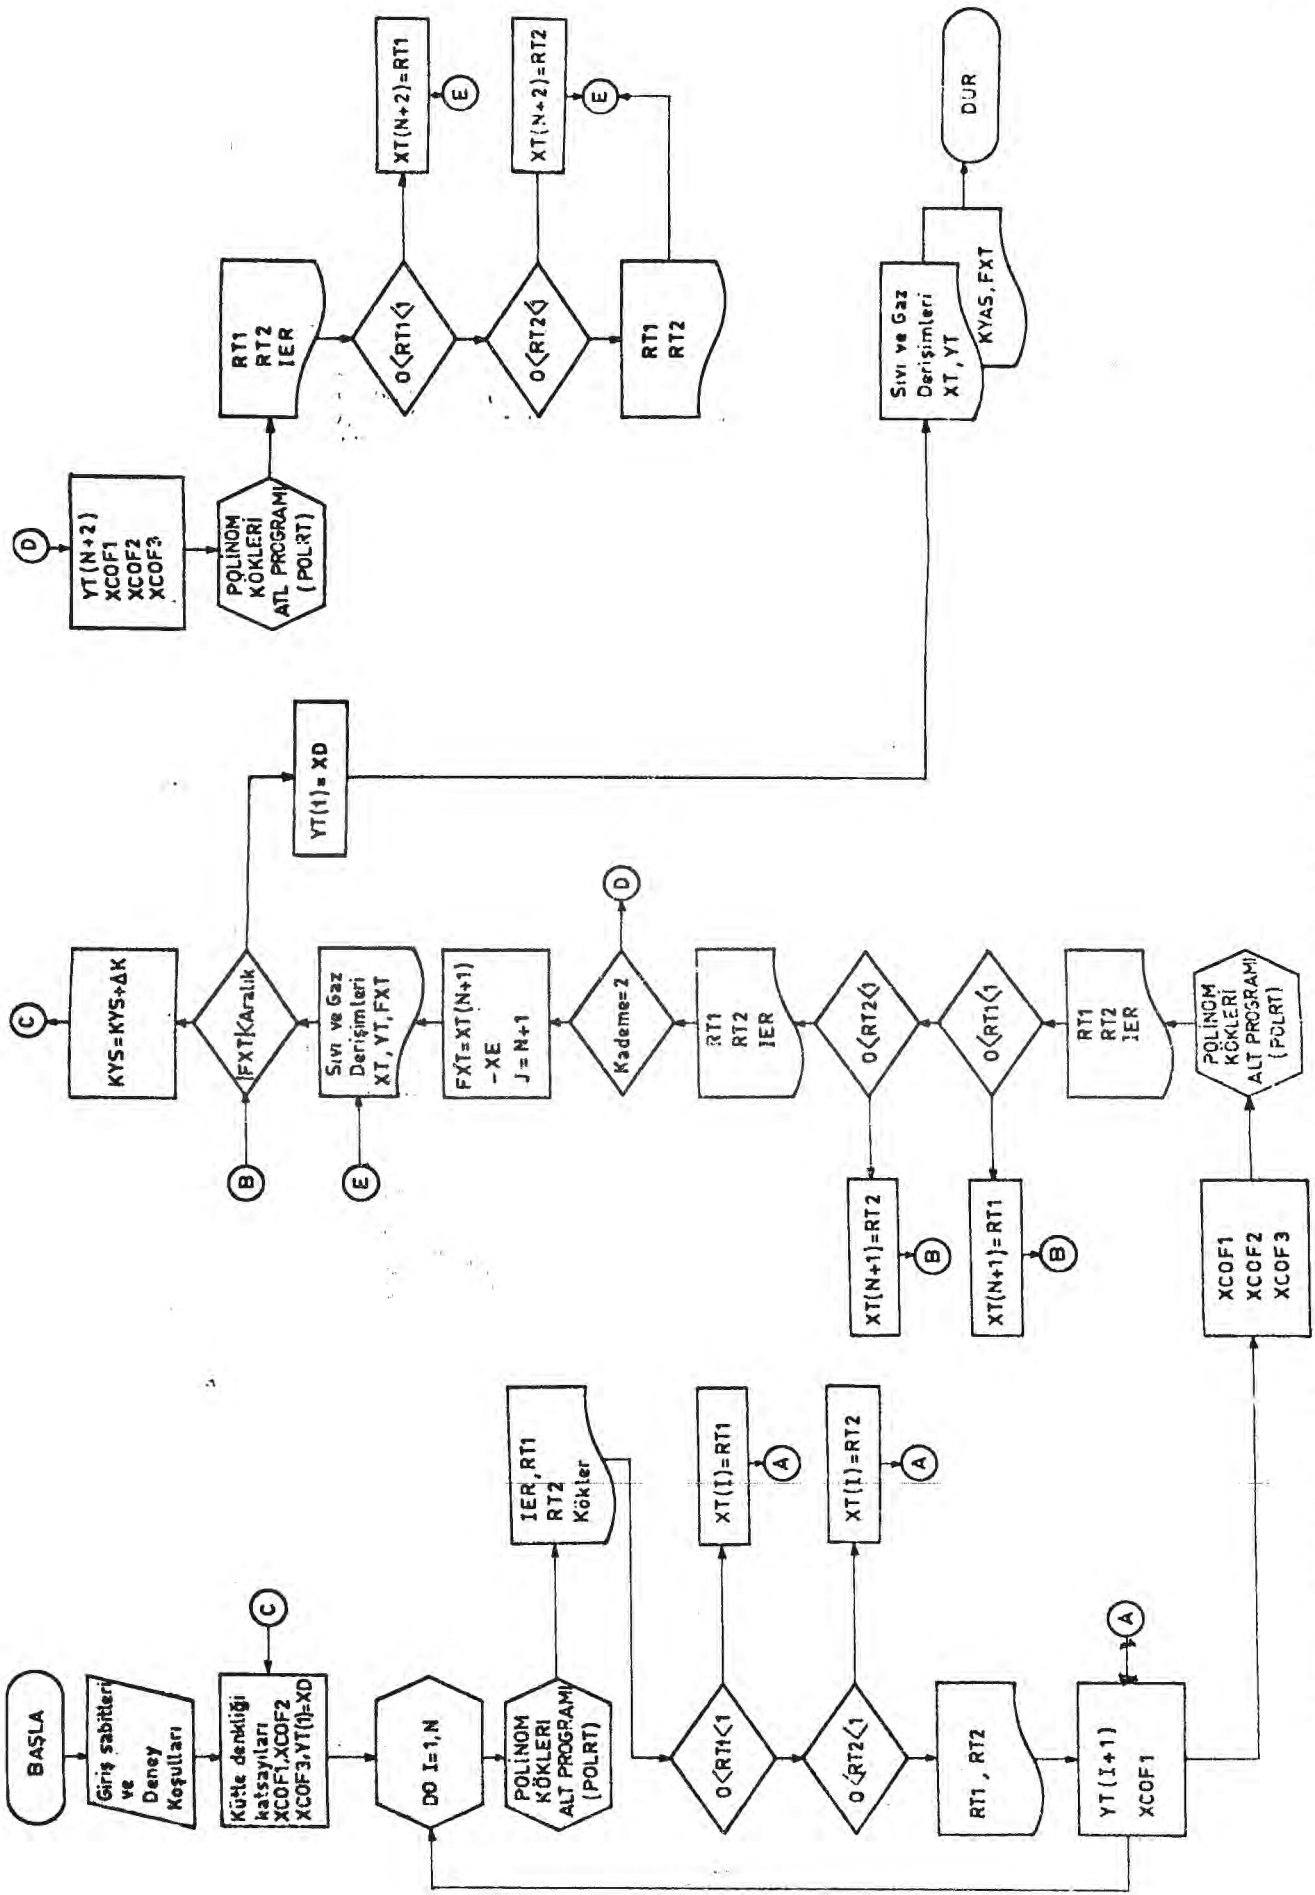 BAŞLA
Giriş sabitleri
ve
Deney
Koşulları
C
Kütle denkliği
katsayıları
XCOF1,XCOF2
XCOF3,YT(1)=XD
DO I=1,N
POLİNOM
KÖKLERİ
ALT PROGRAMI
(POLRT)
IER,RT1
RT2
Kökler
0<RT1<1
XT(I)=RT1
A
0<RT2<1
XT(I)=RT2
A
RT1, RT2
YT(I+1)
XCOF1
A
XCOF1
XCOF2
XCOF3
POLİNOM
KÖKLERİ
ALT PROGRAMI
(POLRT)
RT1
RT2
IER
0<RT1<1
XT(N+1)=RT1
B
0<RT2<1
XT(N+1)=RT2
B
RT1
RT2
IER
Kademe=2
D
FXT=XT(N+1)
-XE
J=N+1
E
Sıvı ve Gaz
Derişimleri
XT, YT, FXT
B
|FXT|<Aralık
KYS=KYS+ΔK
C
YT(1)=XD
D
YT(N+2)
XCOF1
XCOF2
XCOF3
POLİNOM
KÖKLERİ
ATL PROGRAMI
(POLRT)
RT1
RT2
IER
0<RT1<1
XT(N+2)=RT1
E
0<RT2<1
XT(N+2)=RT2
E
RT1
RT2
Sıvı ve Gaz
Derişimleri
XT, YT
KYAS, FXT
DUR